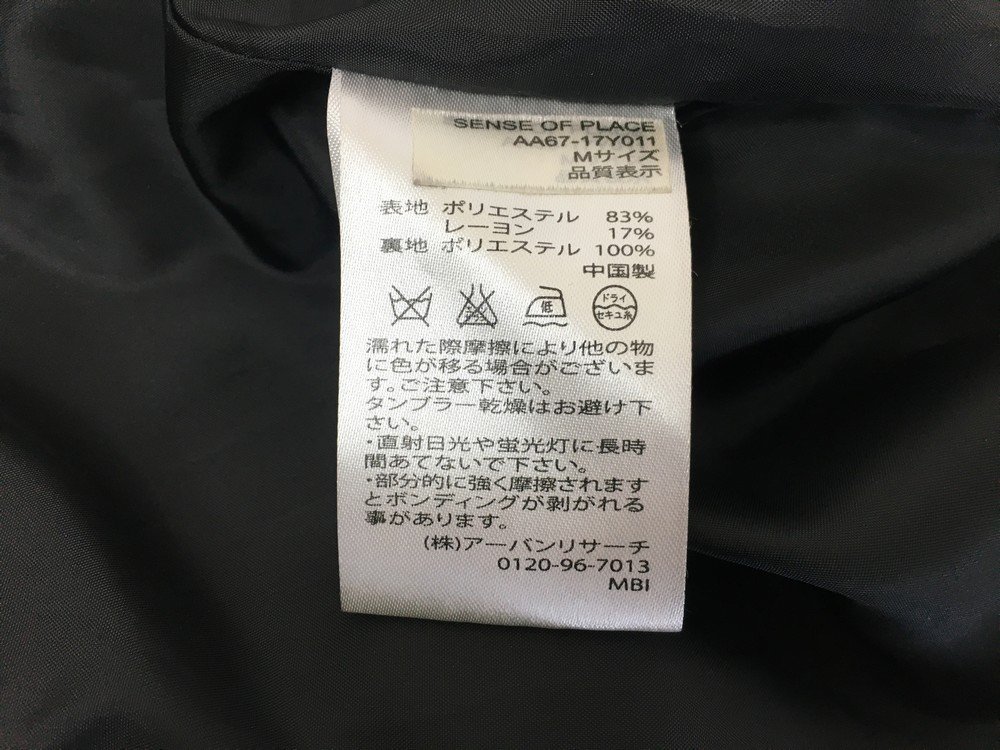 SENSE OF PLACE
AA67-17Y011
Mサイズ
品質表示
表地 ポリエステル 83%
レーヨン 17%
裏地 ポリエステル 100%
中国製
低
ドライ
セキユ系
濡れた際摩擦により他の物
に色が移る場合がございま
す。ご注意下さい。
タンブラー乾燥はお避け下
さい。
・直射日光や蛍光灯に長時
間あてないで下さい。
・部分的に強く摩擦されます
とボンディングが剥がれる
事があります。
(株)アーバンリサーチ
0120-96-7013
MBI